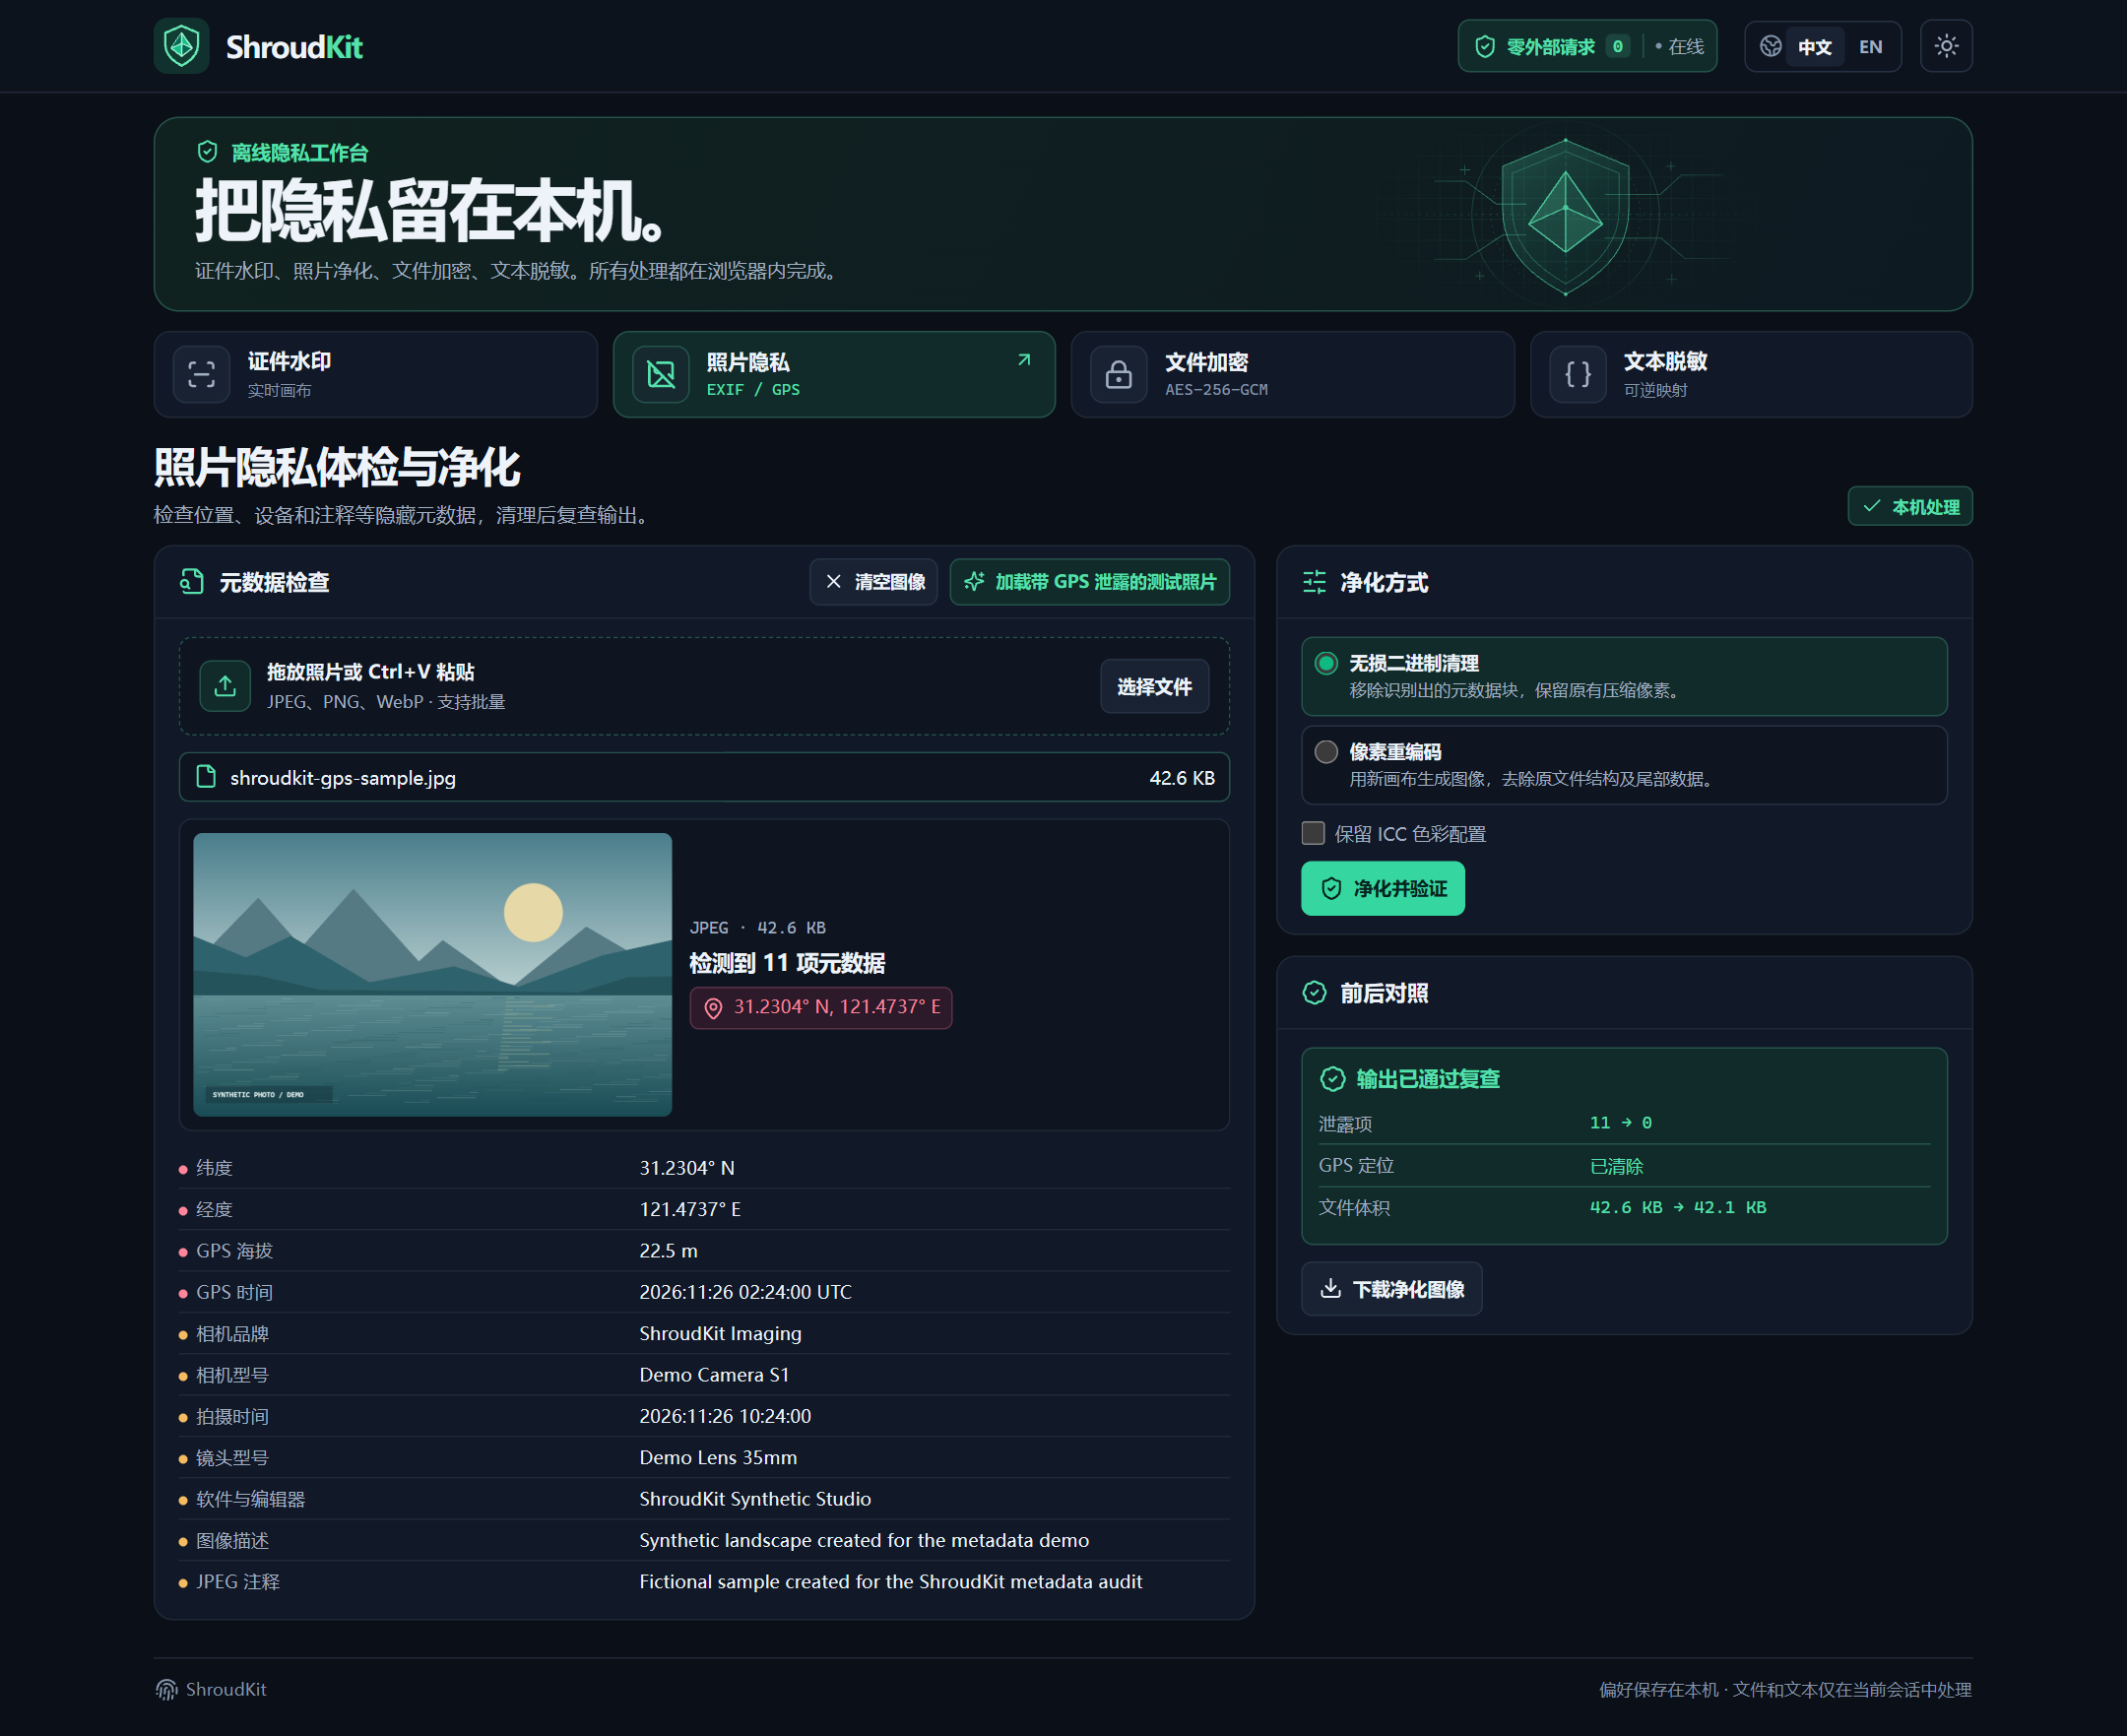 ShroudKit
零外部请求 0 • 在线
中文 EN
离线隐私工作台
把隐私留在本机。
证件水印、照片净化、文件加密、文本脱敏。所有处理都在浏览器内完成。
证件水印
实时画布
照片隐私
EXIF / GPS
文件加密
AES-256-GCM
文本脱敏
可逆映射
照片隐私体检与净化
检查位置、设备和注释等隐藏元数据，清理后复查输出。
本机处理
元数据检查
清空图像
加载带 GPS 泄露的测试照片
拖放照片或 Ctrl+V 粘贴
JPEG、PNG、WebP · 支持批量
选择文件
shroudkit-gps-sample.jpg 42.6 KB
SYNTHETIC PHOTO / DEMO
JPEG · 42.6 KB
检测到 11 项元数据
31.2304° N, 121.4737° E
纬度 31.2304° N
经度 121.4737° E
GPS 海拔 22.5 m
GPS 时间 2026:11:26 02:24:00 UTC
相机品牌 ShroudKit Imaging
相机型号 Demo Camera S1
拍摄时间 2026:11:26 10:24:00
镜头型号 Demo Lens 35mm
软件与编辑器 ShroudKit Synthetic Studio
图像描述 Synthetic landscape created for the metadata demo
JPEG 注释 Fictional sample created for the ShroudKit metadata audit
净化方式
无损二进制清理
移除识别出的元数据块，保留原有压缩像素。
像素重编码
用新画布生成图像，去除原文件结构及尾部数据。
保留 ICC 色彩配置
净化并验证
前后对照
输出已通过复查
泄露项 11 → 0
GPS 定位 已清除
文件体积 42.6 KB → 42.1 KB
下载净化图像
ShroudKit
偏好保存在本机 · 文件和文本仅在当前会话中处理